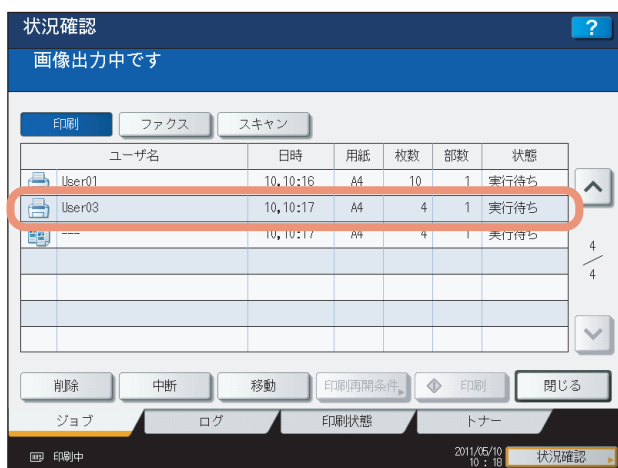 状況確認 ?
画像出力中です
印刷 ファクス スキャン
ユーザ名 日時 用紙 枚数 部数 状態
User01 10,10:16 A4 10 1 実行待ち
User03 10,10:17 A4 4 1 実行待ち
--- 10,10:17 A4 4 1 実行待ち
4
4
削除 中断 移動 印刷再開条件 印刷 閉じる
ジョブ ログ 印刷状態 トナー
印刷中 2011/05/10
10:18 状況確認